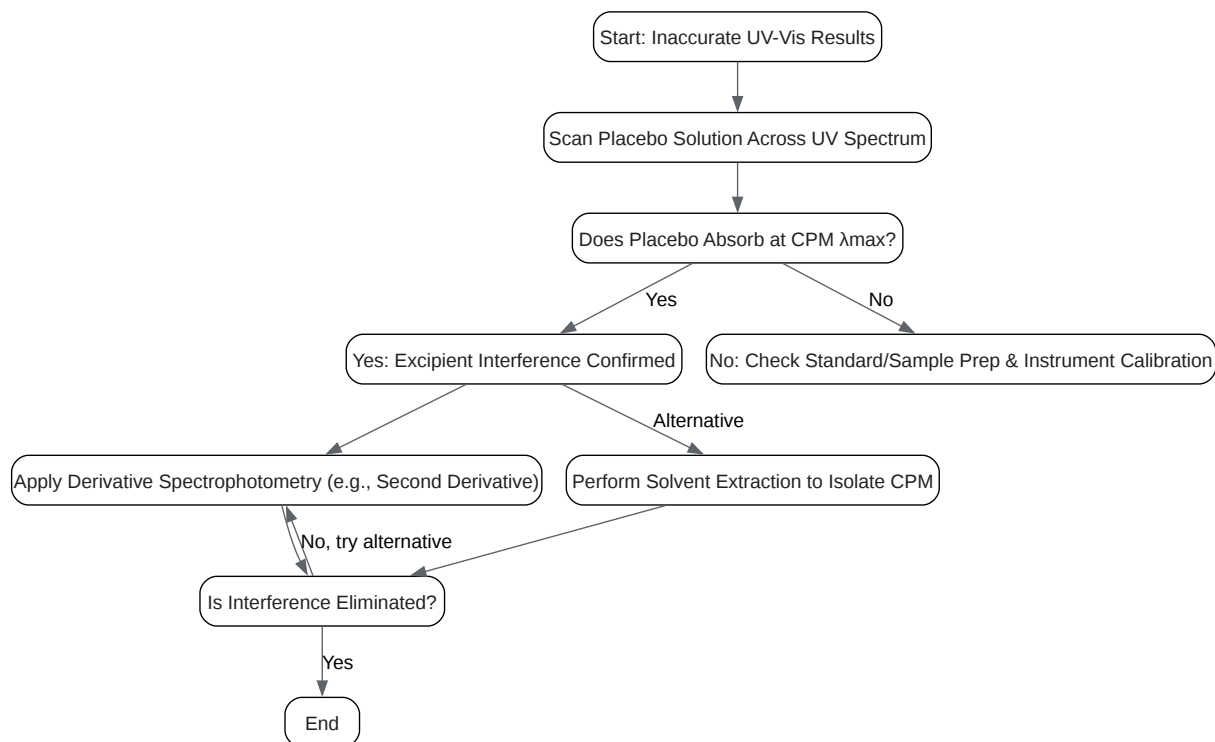 Start: Inaccurate UV-Vis Results
Scan Placebo Solution Across UV Spectrum
Does Placebo Absorb at CPM λmax?
Yes
No
Yes: Excipient Interference Confirmed
No: Check Standard/Sample Prep & Instrument Calibration
Alternative
Apply Derivative Spectrophotometry (e.g., Second Derivative)
Perform Solvent Extraction to Isolate CPM
No, try alternative
Is Interference Eliminated?
Yes
End